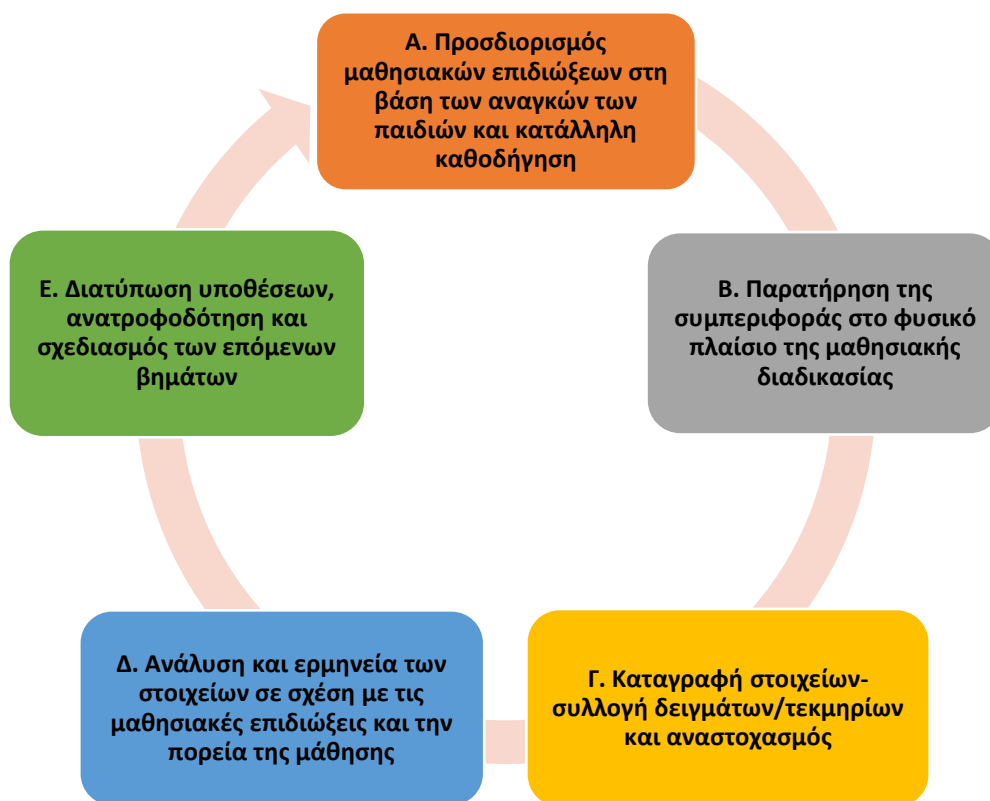 Α. Προσδιορισμός
μαθησιακών επιδιώξεων στη
βάση των αναγκών των
παιδιών και κατάλληλη
καθοδήγηση
Β. Παρατήρηση της
συμπεριφοράς στο φυσικό
πλαίσιο της μαθησιακής
διαδικασίας
Γ. Καταγραφή στοιχείων-
συλλογή δειγμάτων/τεκμηρίων
και αναστοχασμός
Δ. Ανάλυση και ερμηνεία των
στοιχείων σε σχέση με τις
μαθησιακές επιδιώξεις και την
πορεία της μάθησης
Ε. Διατύπωση υποθέσεων,
ανατροφοδότηση και
σχεδιασμός των επόμενων
βημάτων